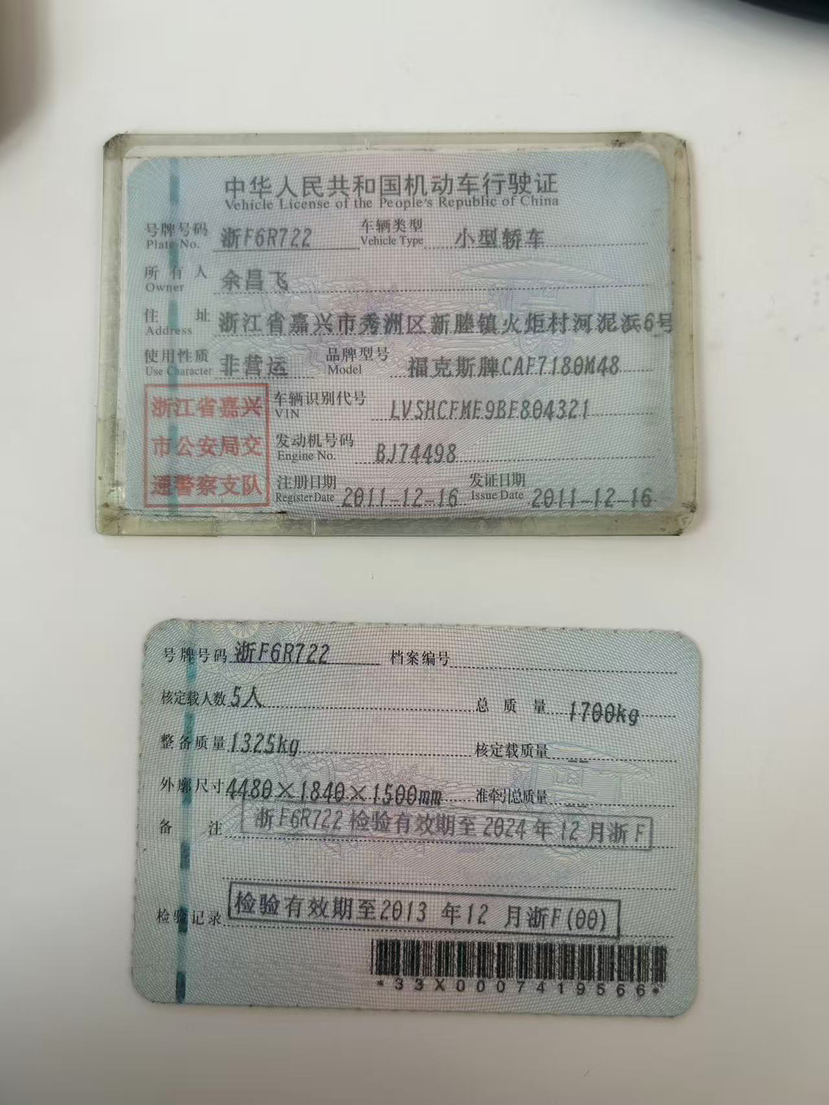 中华人民共和国机动车行驶证
Vehicle License of the People's Republic of China
号牌号码 浙F6R722 车辆类型 小型轿车
Plate No. Vehicle Type
所有人 余昌飞
Owner
住址 浙江省嘉兴市秀洲区新塍镇火炬村河泥浜6号
Address
使用性质 非营运 品牌型号 福克斯牌CAF7180M48
Use Character Model
浙江省嘉兴 车辆识别代号 LVSHCFME9BF804321
VIN
市公安局交 发动机号码 BJ74498
Engine No.
通警察支队 注册日期 2011-12-16 发证日期 2011-12-16
Register Date Issue Date
号牌号码 浙F6R722 档案编号
核定载人数 5人 总质量 1700kg
整备质量 1325kg 核定载质量 --
外廓尺寸 4480×1840×1500mm 准牵引总质量 --
备注 浙F6R722 检验有效期至2024年12月浙F
检验记录 检验有效期至2013年12月浙F(00)
*33X0007419566*